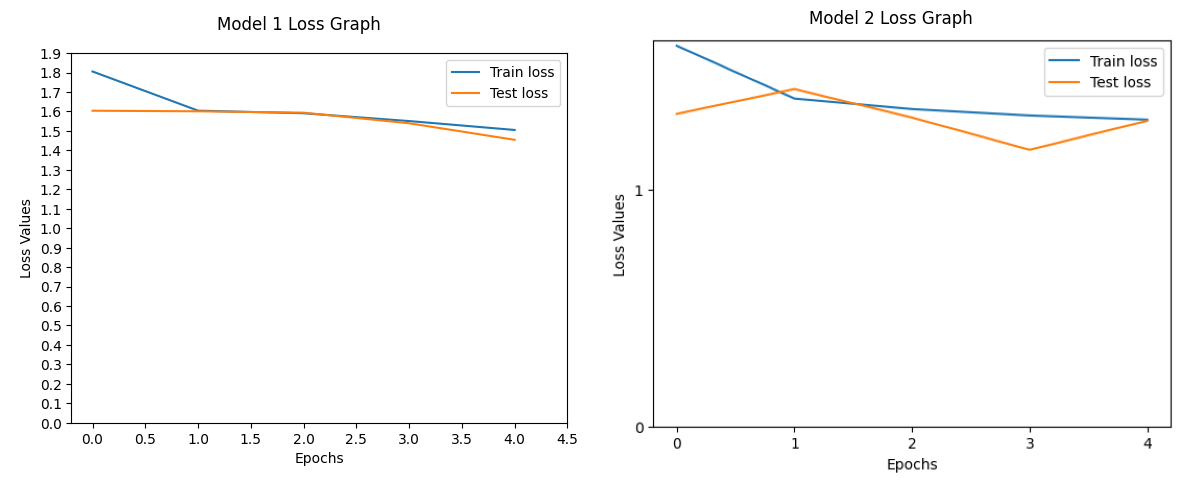 Model 1 Loss Graph
1.9
1.8
1.7
1.6
1.5
1.4
1.3
1.2
1.1
1.0
0.9
0.8
0.7
0.6
0.5
0.4
0.3
0.2
0.1
0.0
Loss Values
Train loss
Test loss
0.0 0.5 1.0 1.5 2.0 2.5 3.0 3.5 4.0 4.5
Epochs
Model 2 Loss Graph
1
0
Loss Values
Train loss
Test loss
0 1 2 3 4
Epochs